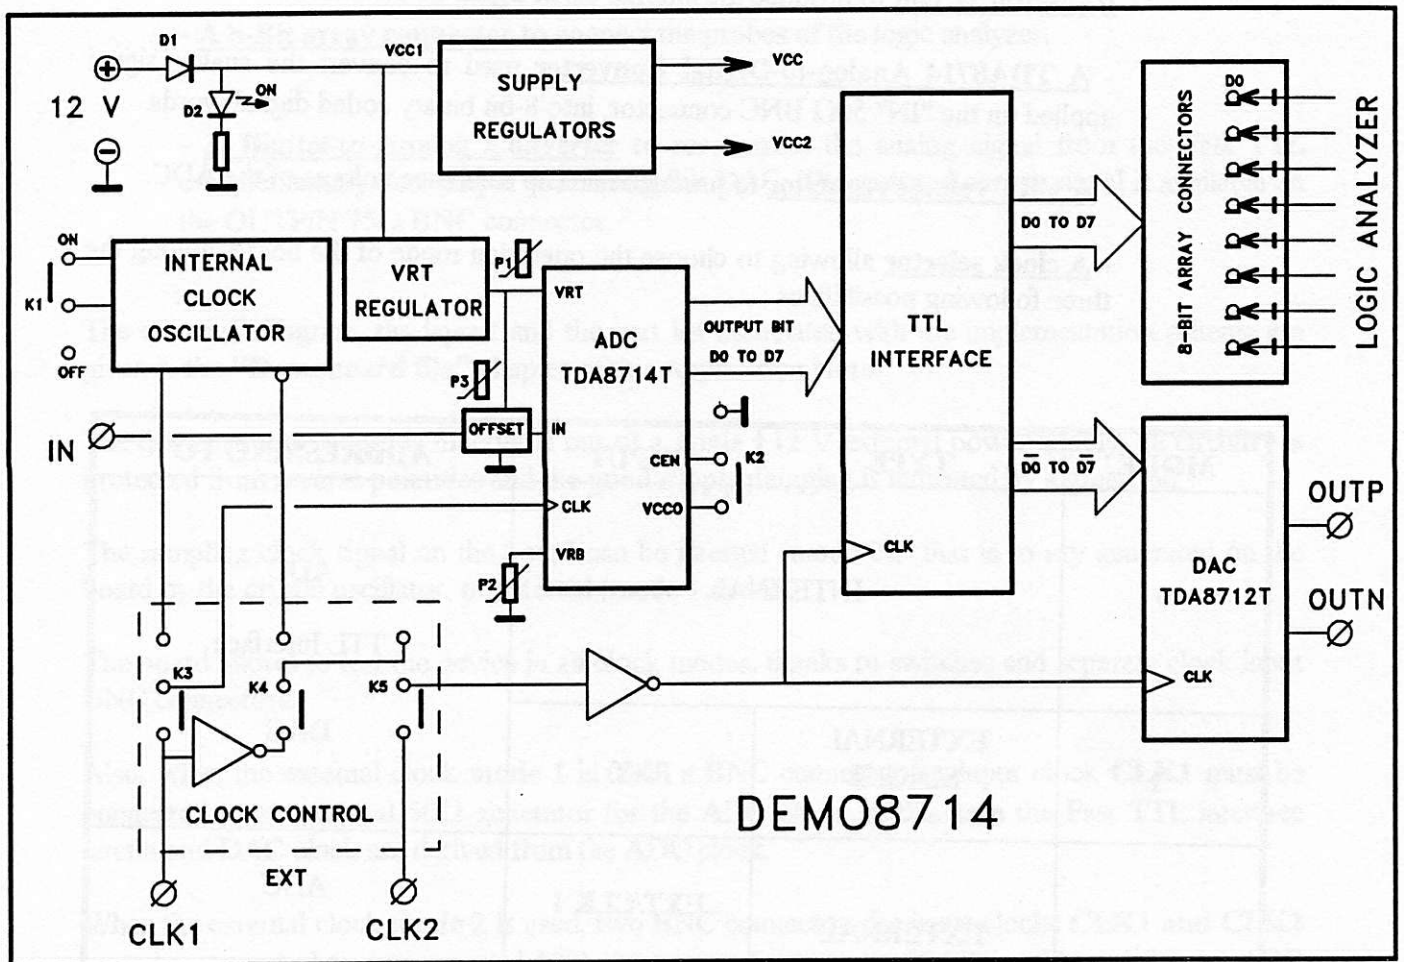 D1
VCC1
VCC
12 V
D2
ON
SUPPLY
REGULATORS
VCC2
8-BIT ARRAY CONNECTORS
D0
LOGIC ANALYZER
D0 TO D7
ON
K1
OFF
INTERNAL
CLOCK
OSCILLATOR
VRT
REGULATOR
P1
VRT
ADC
TDA8714T
OUTPUT BIT
D0 TO D7
TTL
INTERFACE
P3
OFFSET
IN
IN
CEN
K2
CLK
VCCO
VRB
P2
CLK
D0 TO D7
OUTP
DAC
TDA8712T
OUTN
CLK
K3
K4
K5
CLOCK CONTROL
EXT
CLK1
CLK2
DEMO8714